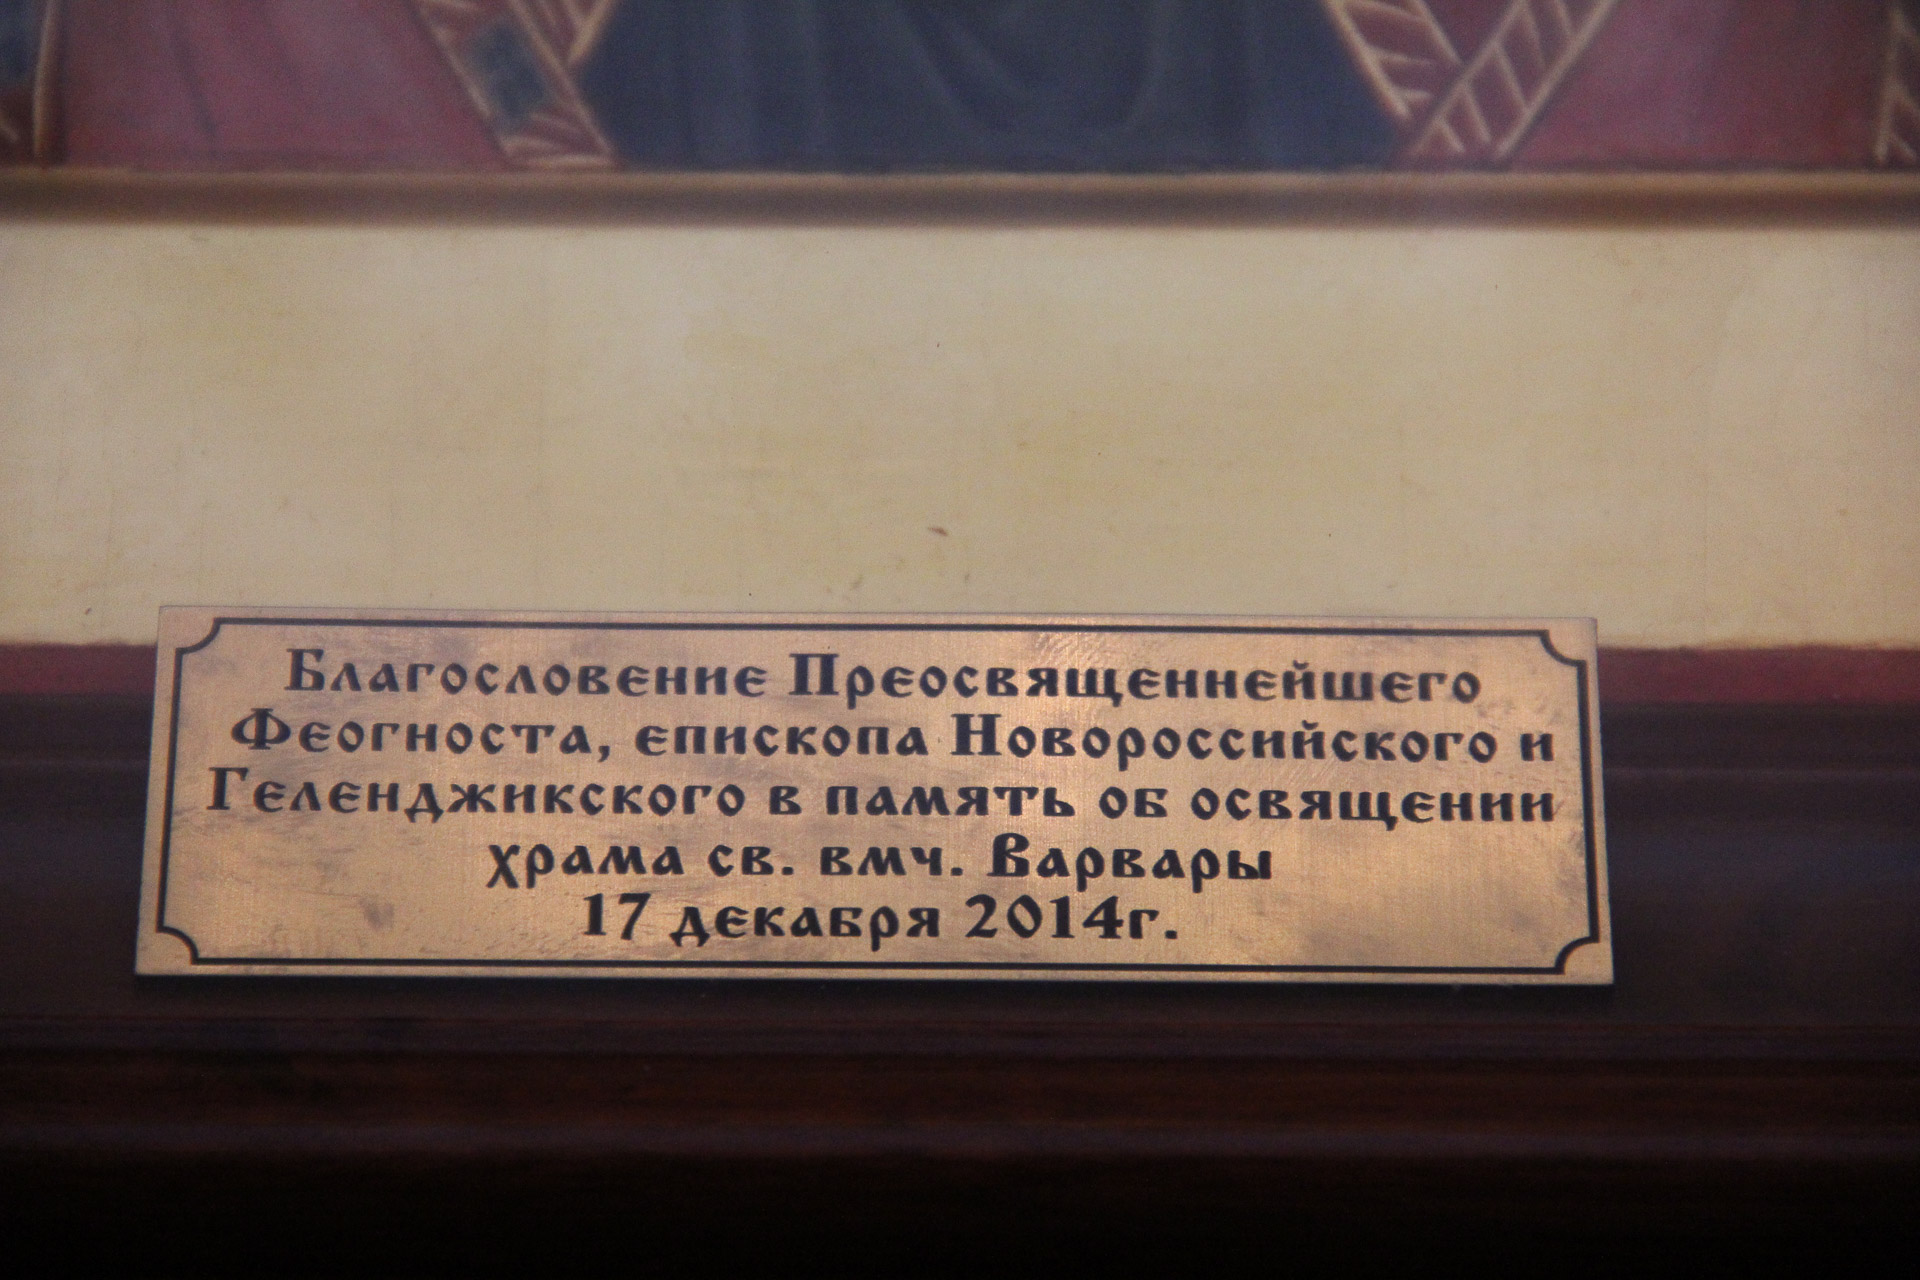 Благословение Преосвященнейшего
Феогноста, епископа Новороссийского и
Геленджикского в память об освящении
храма св. вмч. Варвары
17 декабря 2014г.